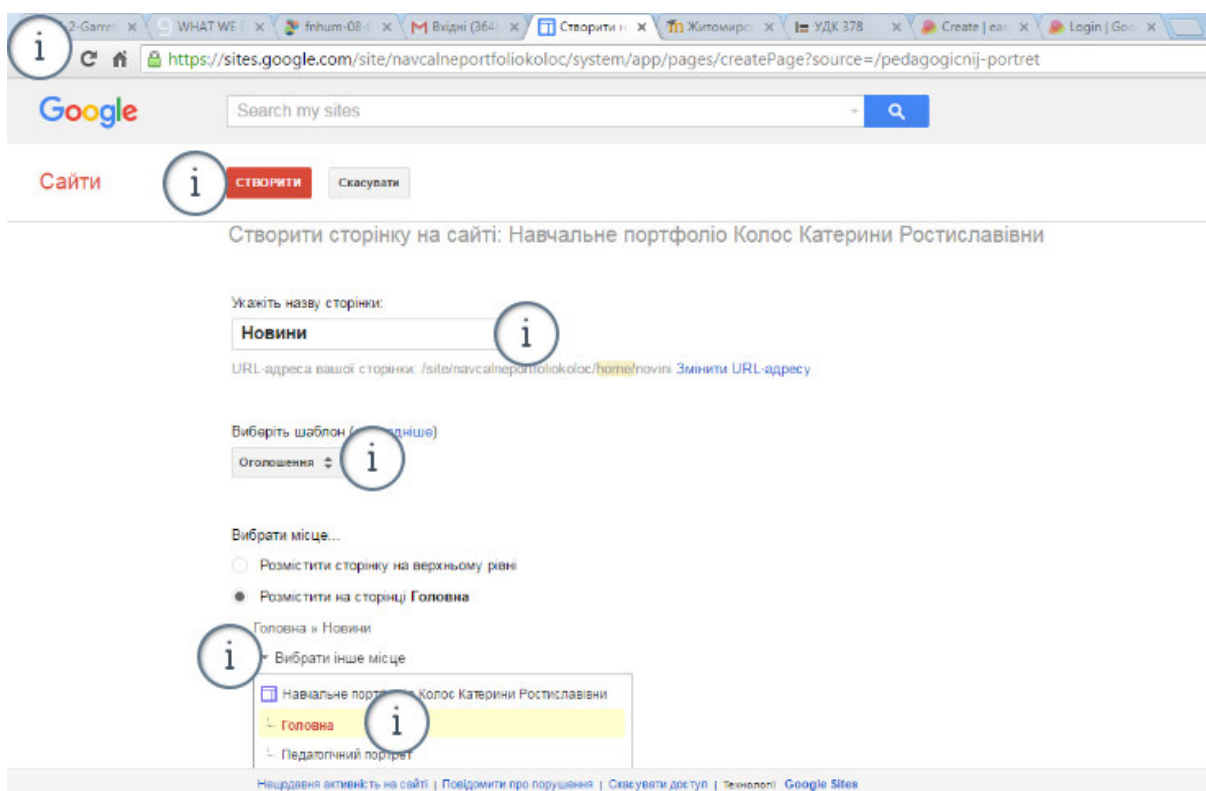 2-Garre WHAT WE fnhum-08- Вхідні (364) Створити н Житомирс УДК 378 Create | ea Login | Goo
https://sites.google.com/site/navcalneportfoliokoloc/system/app/pages/createPage?source=/pedagogicnij-portret
Google Search my sites
Сайти i СТВОРИТИ Скасувати
Створити сторінку на сайті: Навчальне портфоліо Колос Катерини Ростиславівни
Укажіть назву сторінки:
Новини i
URL-адреса вашої сторінки: /site/navcalneportfoliokoloc/home/novini Змінити URL-адресу
Виберіть шаблон
Оголошення i
Вибрати місце...
Розмістити сторінку на верхньому рівні
Розмістити на сторінці Головна
Головна » Новини
i Вибрати інше місце
Навчальне портфоліо Колос Катерини Ростиславівни
Головна i
Педагогічний портрет
Нещодавня активність на сайті | Повідомити про порушення | Скасувати доступ | Технології Google Sites